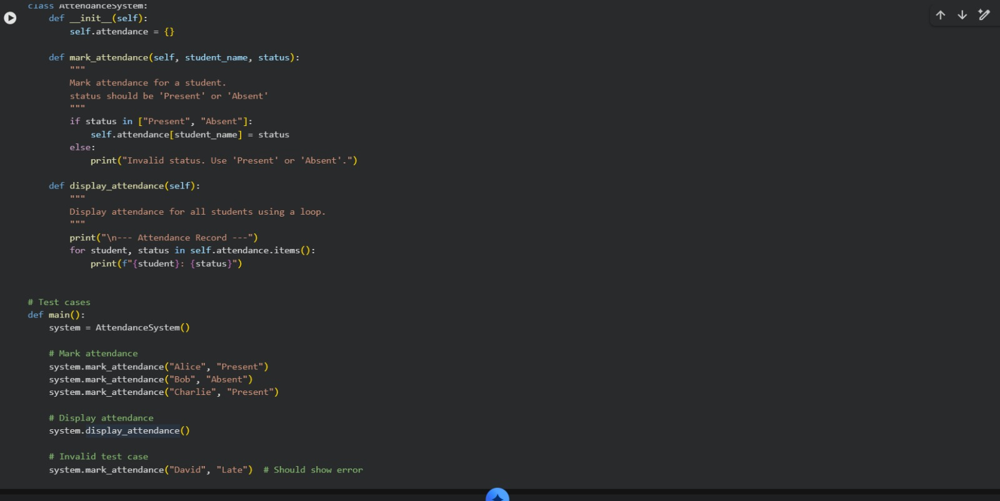 class AttendanceSystem:
    def __init__(self):
        self.attendance = {}

    def mark_attendance(self, student_name, status):
        """
        Mark attendance for a student.
        status should be 'Present' or 'Absent'
        """
        if status in ["Present", "Absent"]:
            self.attendance[student_name] = status
        else:
            print("Invalid status. Use 'Present' or 'Absent'.")

    def display_attendance(self):
        """
        Display attendance for all students using a loop.
        """
        print("\n--- Attendance Record ---")
        for student, status in self.attendance.items():
            print(f"{student}: {status}")


# Test cases
def main():
    system = AttendanceSystem()

    # Mark attendance
    system.mark_attendance("Alice", "Present")
    system.mark_attendance("Bob", "Absent")
    system.mark_attendance("Charlie", "Present")

    # Display attendance
    system.display_attendance()

    # Invalid test case
    system.mark_attendance("David", "Late")  # Should show error